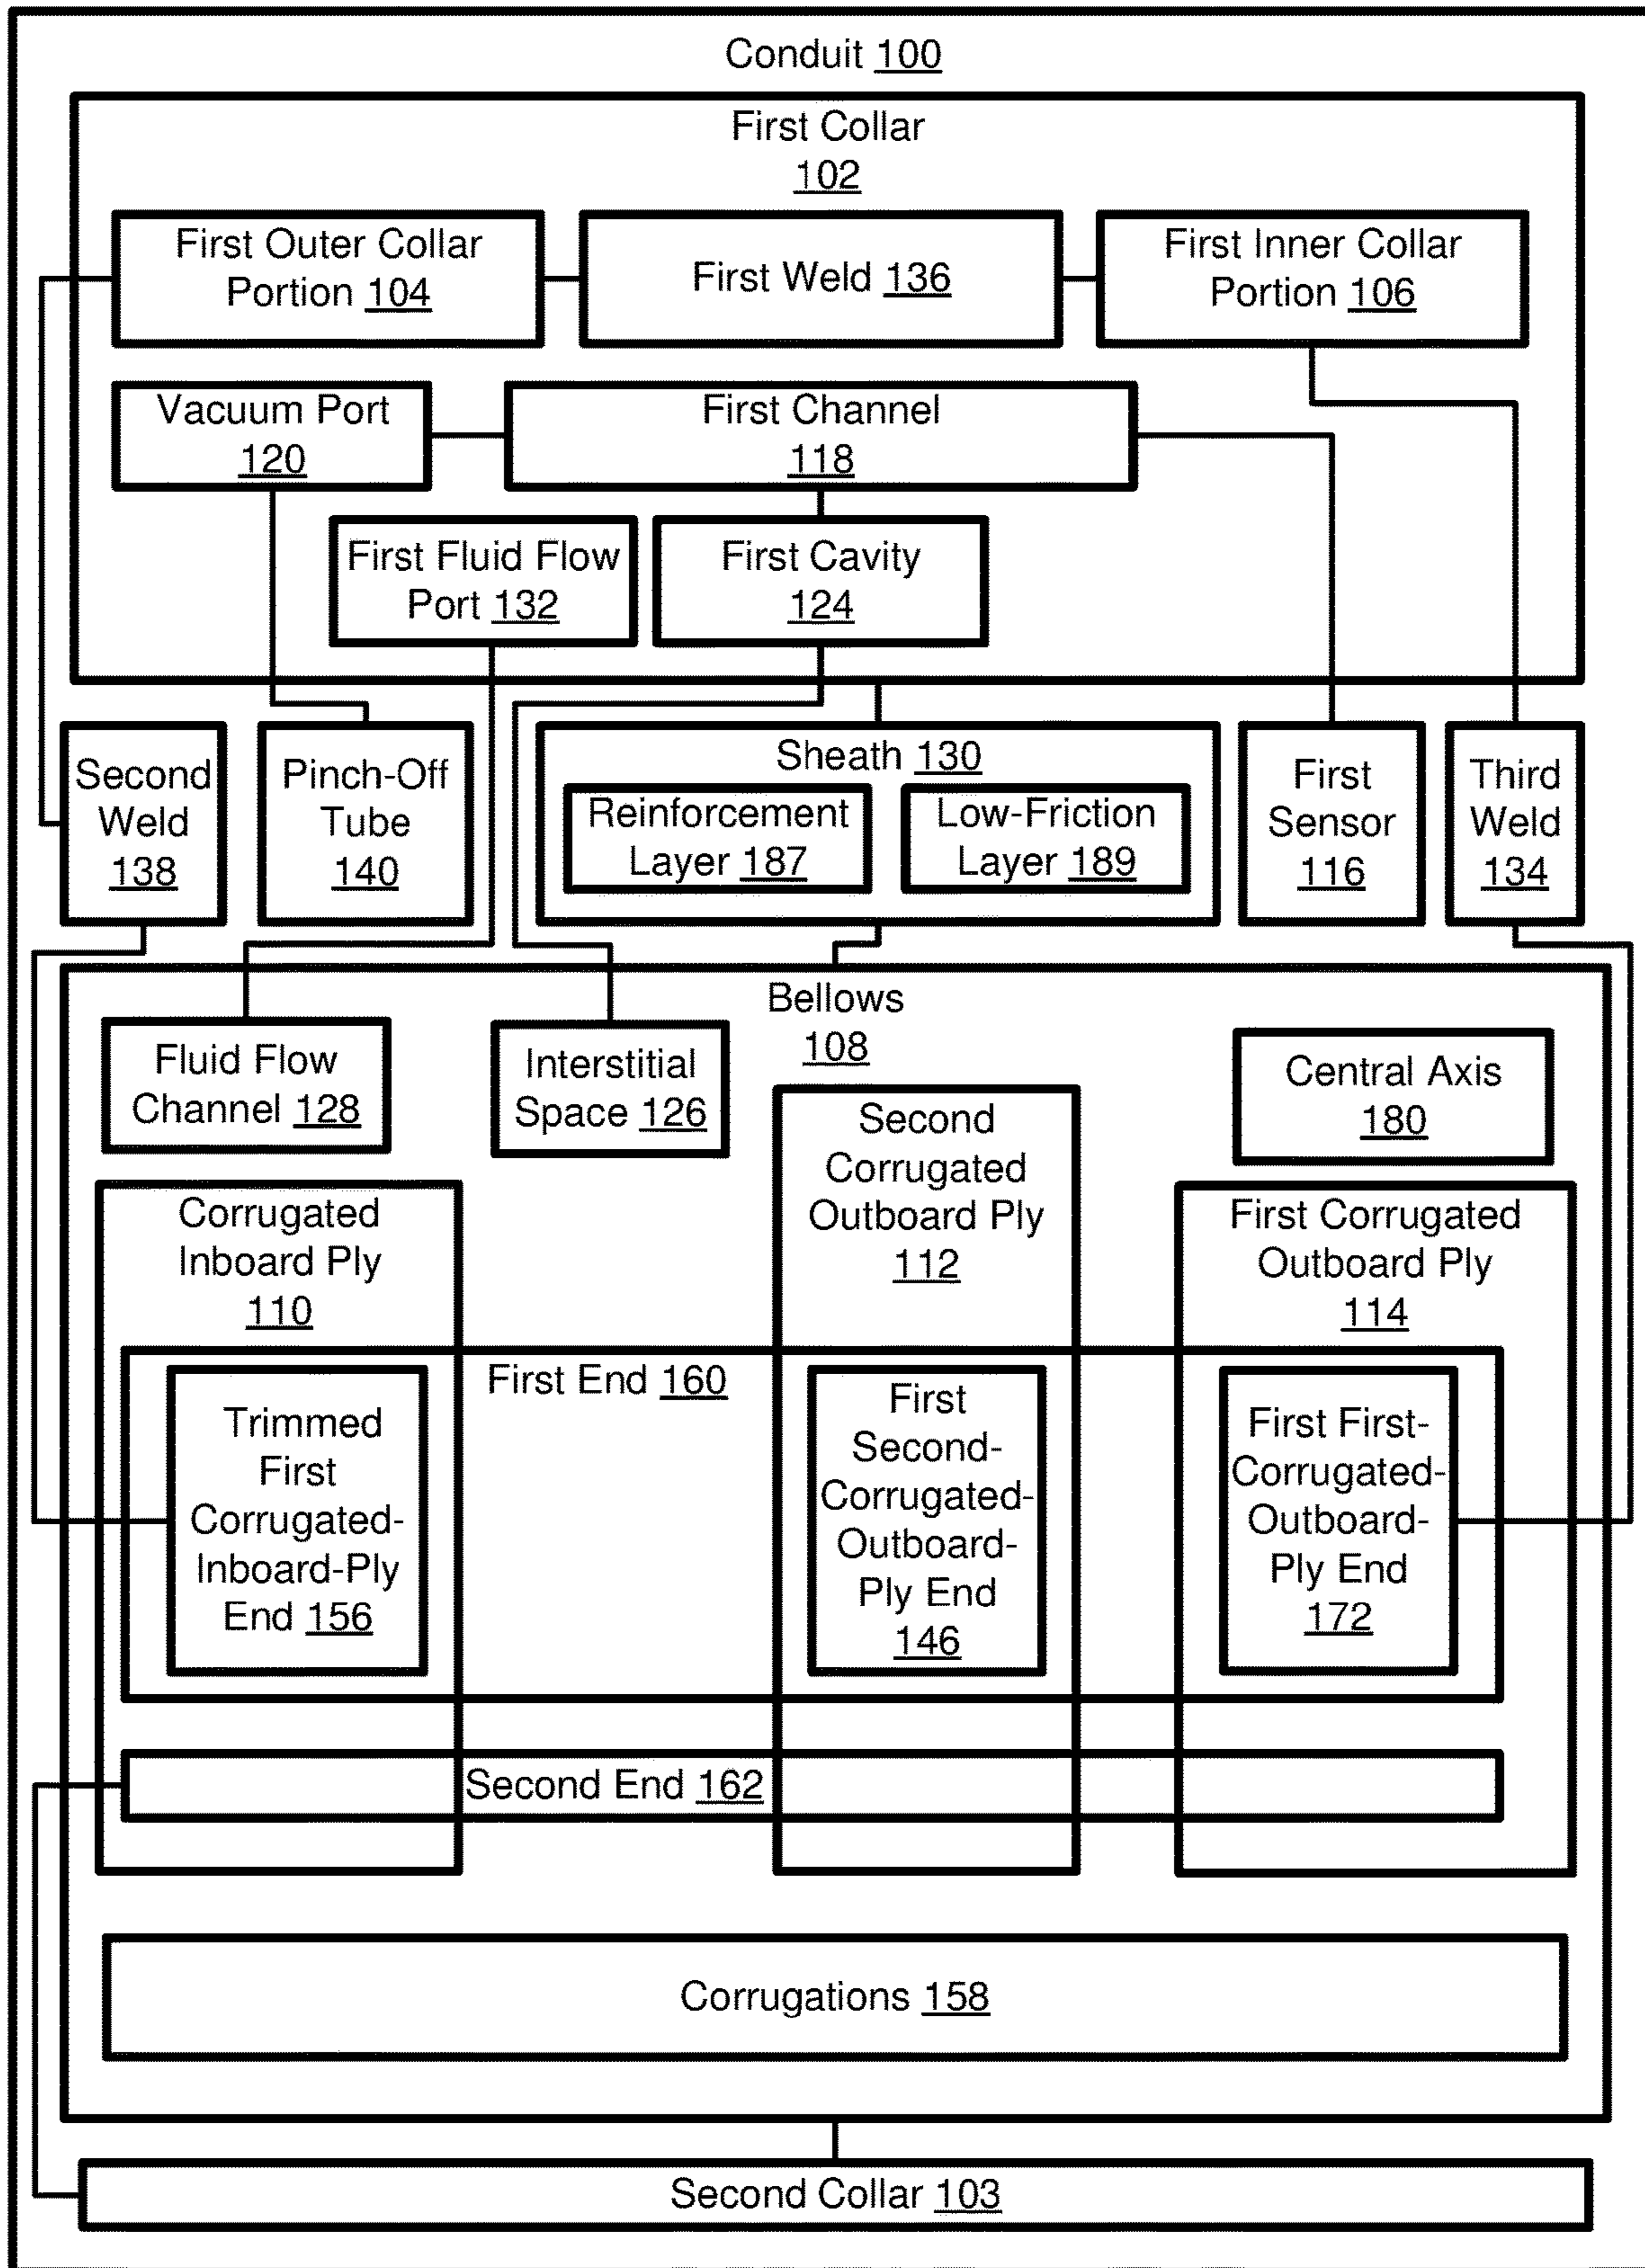 Conduit 100
First Collar
102
First Outer Collar
Portion 104
First Weld 136
First Inner Collar
Portion 106
Vacuum Port
120
First Channel
118
First Fluid Flow
Port 132
First Cavity
124
Second
Weld
138
Pinch-Off
Tube
140
Sheath 130
Reinforcement
Layer 187
Low-Friction
Layer 189
First
Sensor
116
Third
Weld
134
Bellows
108
Fluid Flow
Channel 128
Interstitial
Space 126
Central Axis
180
Corrugated
Inboard Ply
110
Second
Corrugated
Outboard Ply
112
First Corrugated
Outboard Ply
114
First End 160
Trimmed
First
Corrugated-
Inboard-Ply
End 156
First
Second-
Corrugated-
Outboard-
Ply End
146
First First-
Corrugated-
Outboard-
Ply End
172
Second End 162
Corrugations 158
Second Collar 103